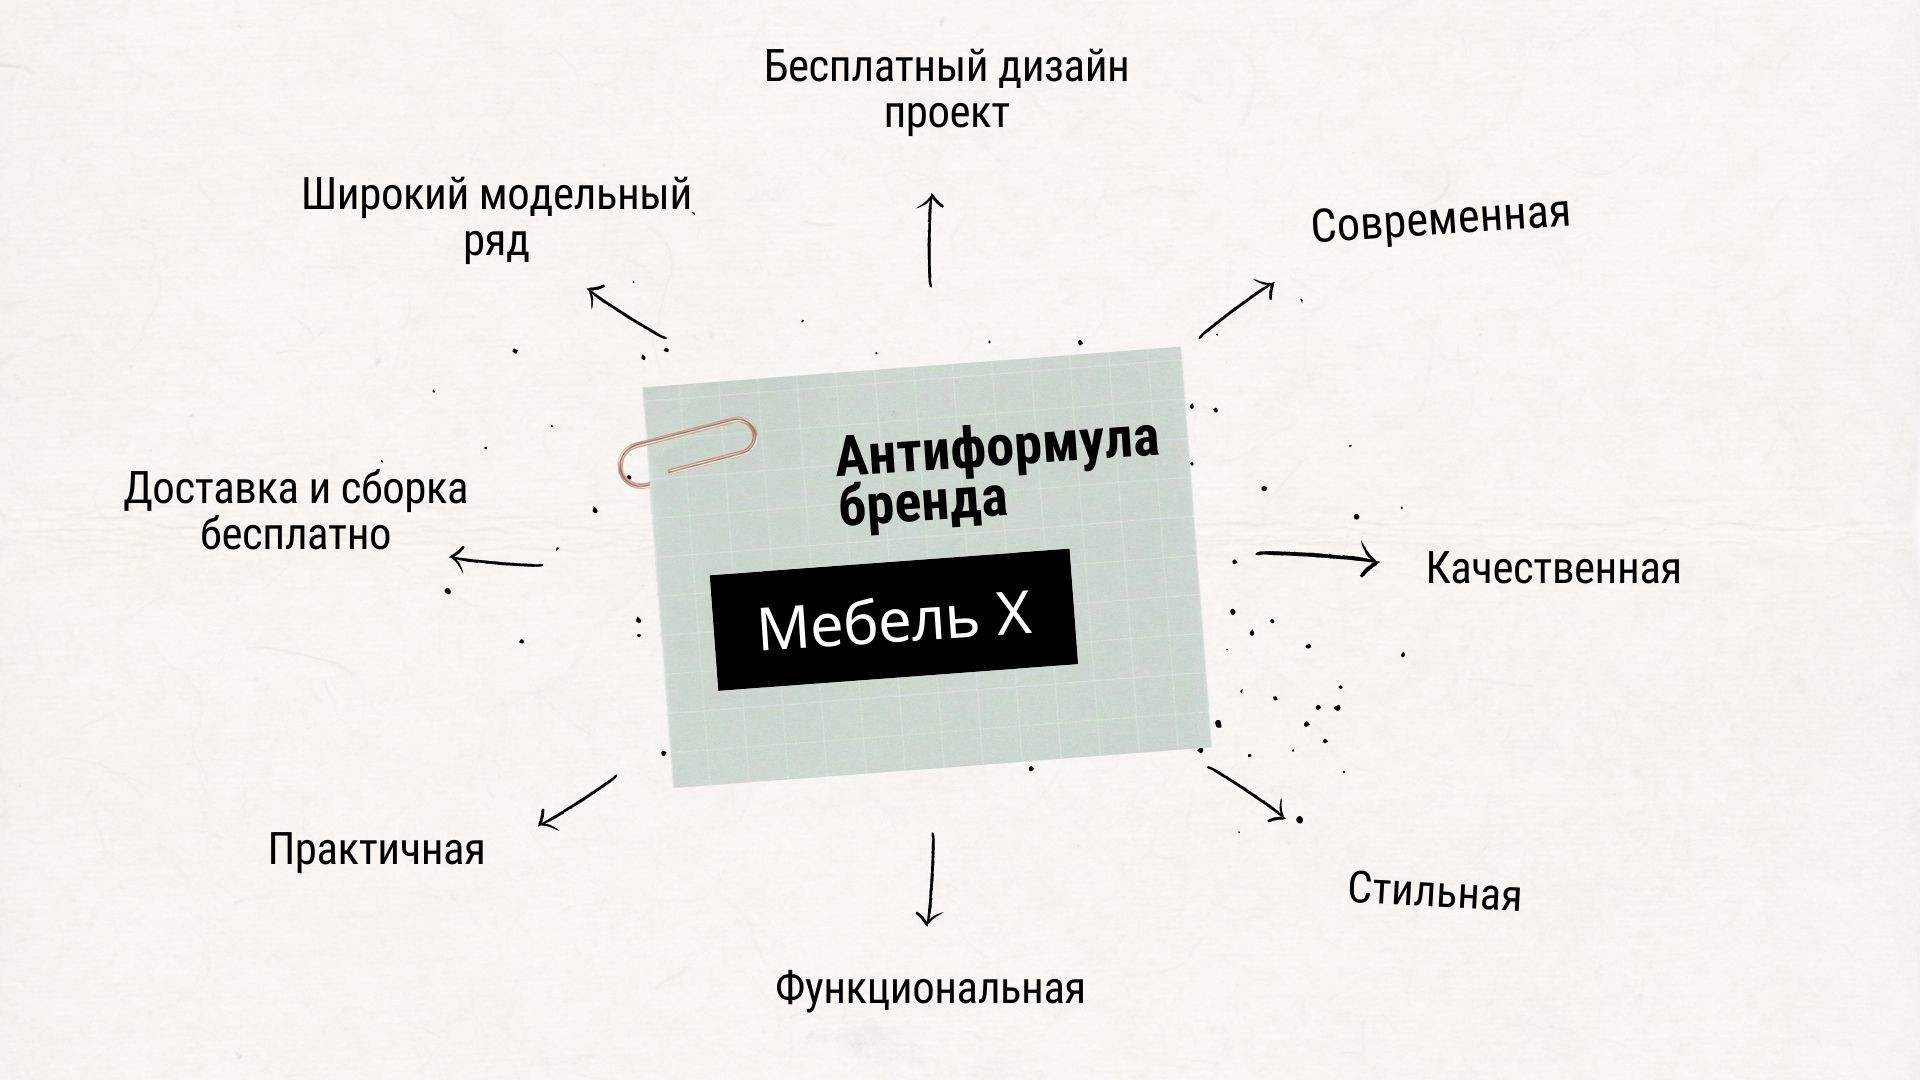 Бесплатный дизайн
проект
Широкий модельный
ряд
Современная
Доставка и сборка
бесплатно
Антиформула
бренда
Мебель X
Качественная
Практичная
Стильная
Функциональная